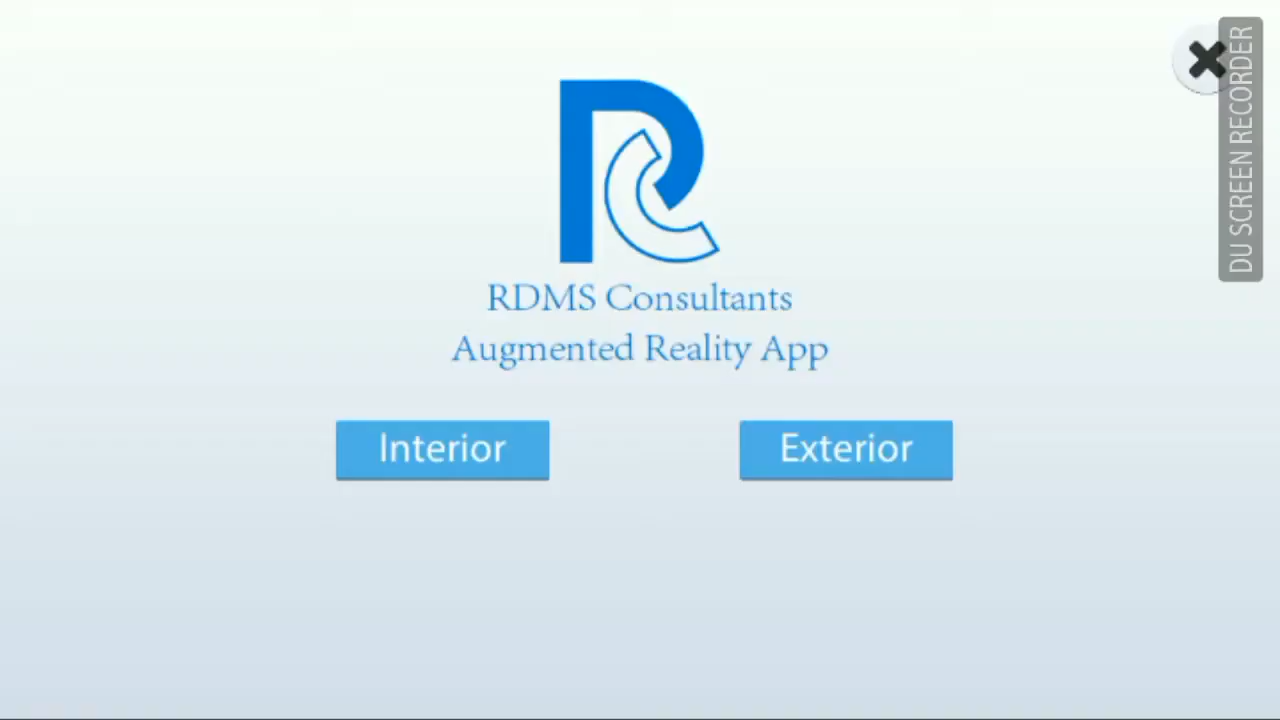 RDMS Consultants
Augmented Reality App
Interior
Exterior
DU SCREEN RECORDER